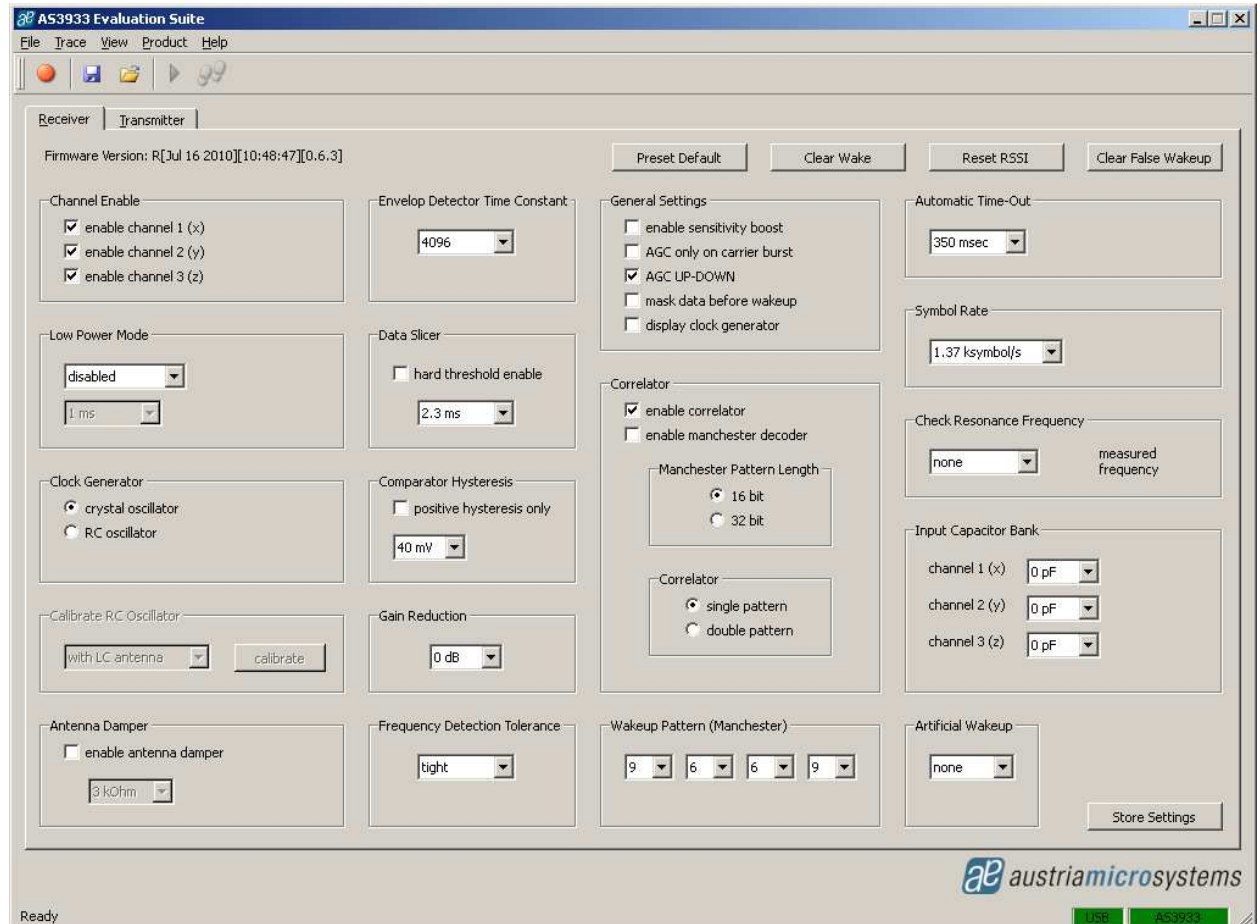 AS3933 Evaluation Suite
File Trace View Product Help
Receiver Transmitter
Firmware Version: R[Jul 16 2010][10:48:47][0.6.3]
Preset Default
Clear Wake
Reset RSSI
Clear False Wakeup
Channel Enable
enable channel 1 (x)
enable channel 2 (y)
enable channel 3 (z)
Low Power Mode
disabled
1 ms
Clock Generator
crystal oscillator
RC oscillator
Calibrate RC Oscillator
with LC antenna
calibrate
Antenna Damper
enable antenna damper
3 kOhm
Envelop Detector Time Constant
4096
Data Slicer
hard threshold enable
2.3 ms
Comparator Hysteresis
positive hysteresis only
40 mV
Gain Reduction
0 dB
Frequency Detection Tolerance
tight
General Settings
enable sensitivity boost
AGC only on carrier burst
AGC UP-DOWN
mask data before wakeup
display clock generator
Correlator
enable correlator
enable manchester decoder
Manchester Pattern Length
16 bit
32 bit
Correlator
single pattern
double pattern
Wakeup Pattern (Manchester)
9 6 6 9
Automatic Time-Out
350 msec
Symbol Rate
1.37 ksymbol/s
Check Resonance Frequency
none
measured
frequency
Input Capacitor Bank
channel 1 (x) 0 pF
channel 2 (y) 0 pF
channel 3 (z) 0 pF
Artificial Wakeup
none
Store Settings
ae austriamicrosystems
Ready
USB AS3933